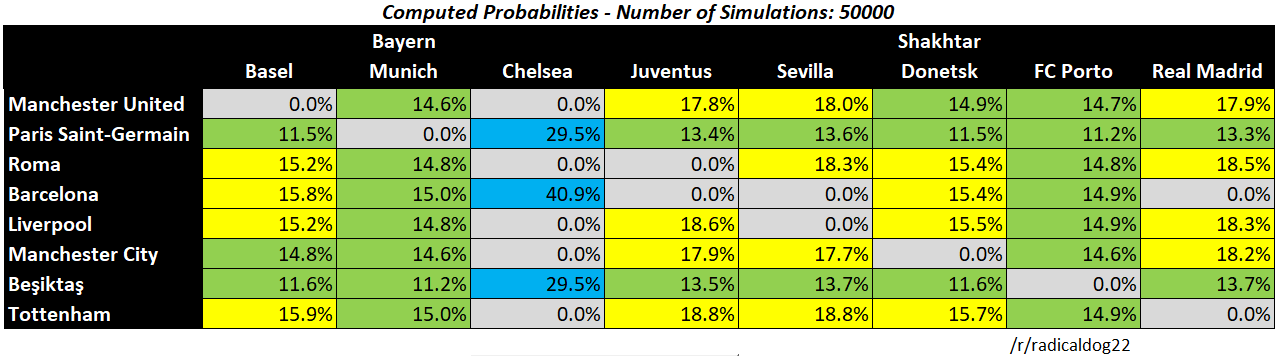 Computed Probabilities - Number of Simulations: 50000
Basel Bayern Munich Chelsea Juventus Sevilla Shakhtar Donetsk FC Porto Real Madrid
Manchester United 0.0% 14.6% 0.0% 17.8% 18.0% 14.9% 14.7% 17.9%
Paris Saint-Germain 11.5% 0.0% 29.5% 13.4% 13.6% 11.5% 11.2% 13.3%
Roma 15.2% 14.8% 0.0% 0.0% 18.3% 15.4% 14.8% 18.5%
Barcelona 15.8% 15.0% 40.9% 0.0% 0.0% 15.4% 14.9% 0.0%
Liverpool 15.2% 14.8% 0.0% 18.6% 0.0% 15.5% 14.9% 18.3%
Manchester City 14.8% 14.6% 0.0% 17.9% 17.7% 0.0% 14.6% 18.2%
Beşiktaş 11.6% 11.2% 29.5% 13.5% 13.7% 11.6% 0.0% 13.7%
Tottenham 15.9% 15.0% 0.0% 18.8% 18.8% 15.7% 14.9% 0.0%
/r/radicaldog22